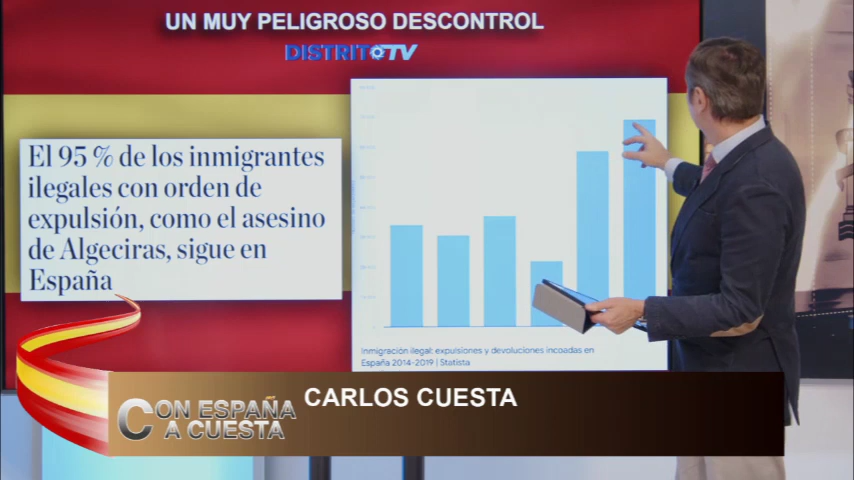 UN MUY PELIGROSO DESCONTROL
DISTRITOTV
El 95 % de los inmigrantes
ilegales con orden de
expulsión, como el asesino
de Algeciras, sigue en
España
Inmigración ilegal: expulsiones y devoluciones incoadas en
España 2014-2019 | Statista
CARLOS CUESTA
CON ESPAÑA
A CUESTA